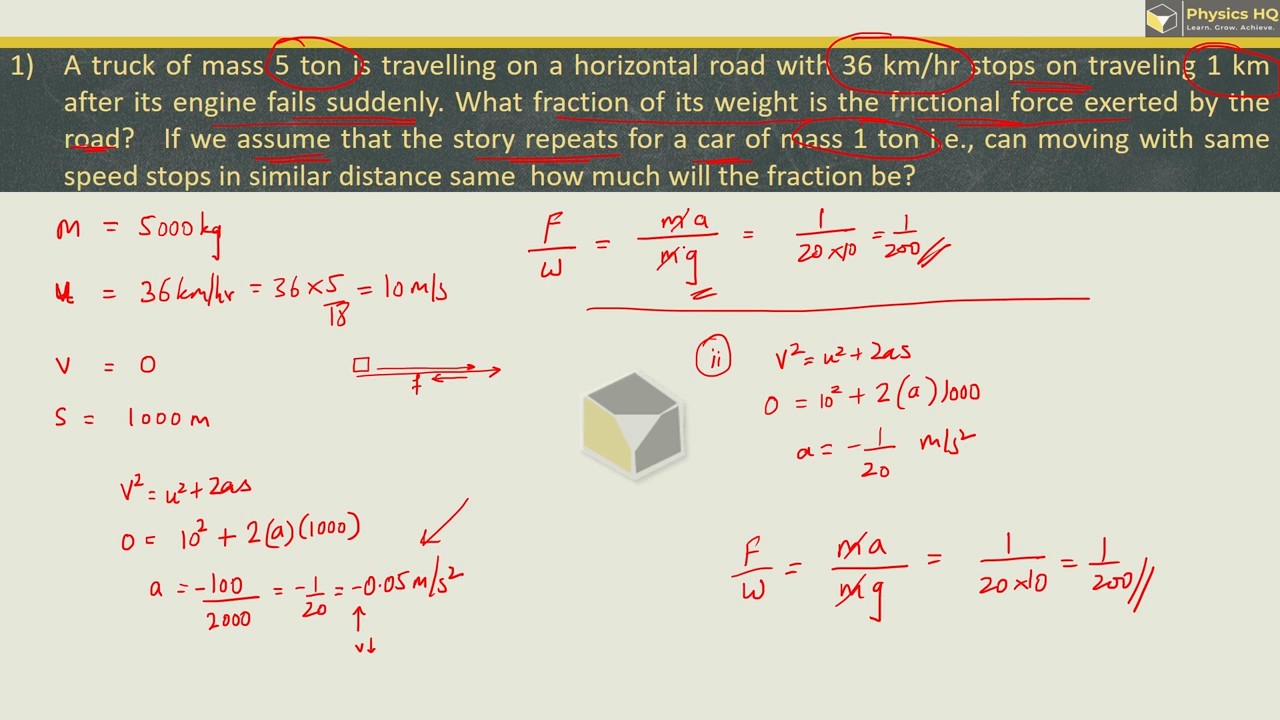 Physics HQ
Learn. Grow. Achieve.
1) A truck of mass 5 ton is travelling on a horizontal road with 36 km/hr stops on traveling 1 km
after its engine fails suddenly. What fraction of its weight is the frictional force exerted by the
road? If we assume that the story repeats for a car of mass 1 ton i.e., can moving with same
speed stops in similar distance same how much will the fraction be?
M = 5000kg
u = 36km/hr = 36×5/18 = 10 m/s
V = 0
S = 1000 m
f
V² = u² + 2as
0 = 10² + 2(a)(1000)
a = -100/2000 = -1/20 = -0.05 m/s²
v↓
F/W = ma/mg = 1/20×10 = 1/200
ii
V² = u² + 2as
0 = 10² + 2(a)1000
a = -1/20 m/s²
F/W = ma/mg = 1/20×10 = 1/200